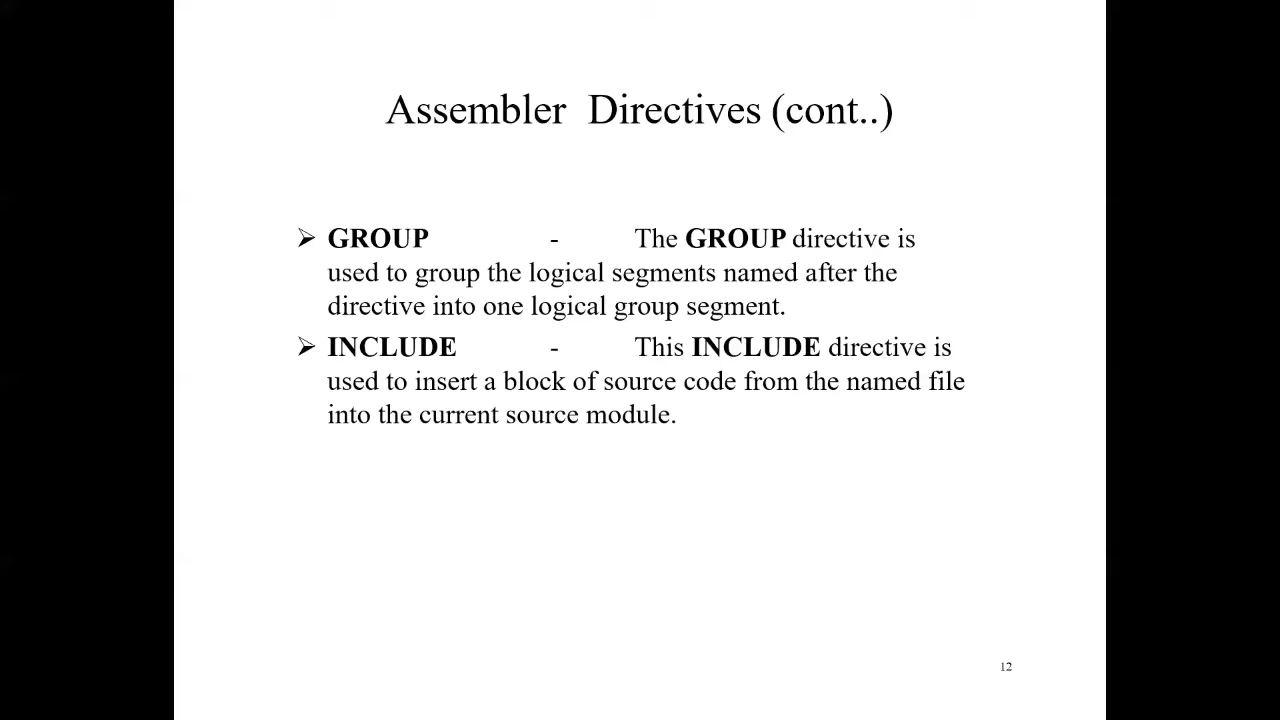 Assembler Directives (cont..)
➢ GROUP - The GROUP directive is
used to group the logical segments named after the
directive into one logical group segment.
➢ INCLUDE - This INCLUDE directive is
used to insert a block of source code from the named file
into the current source module.
12